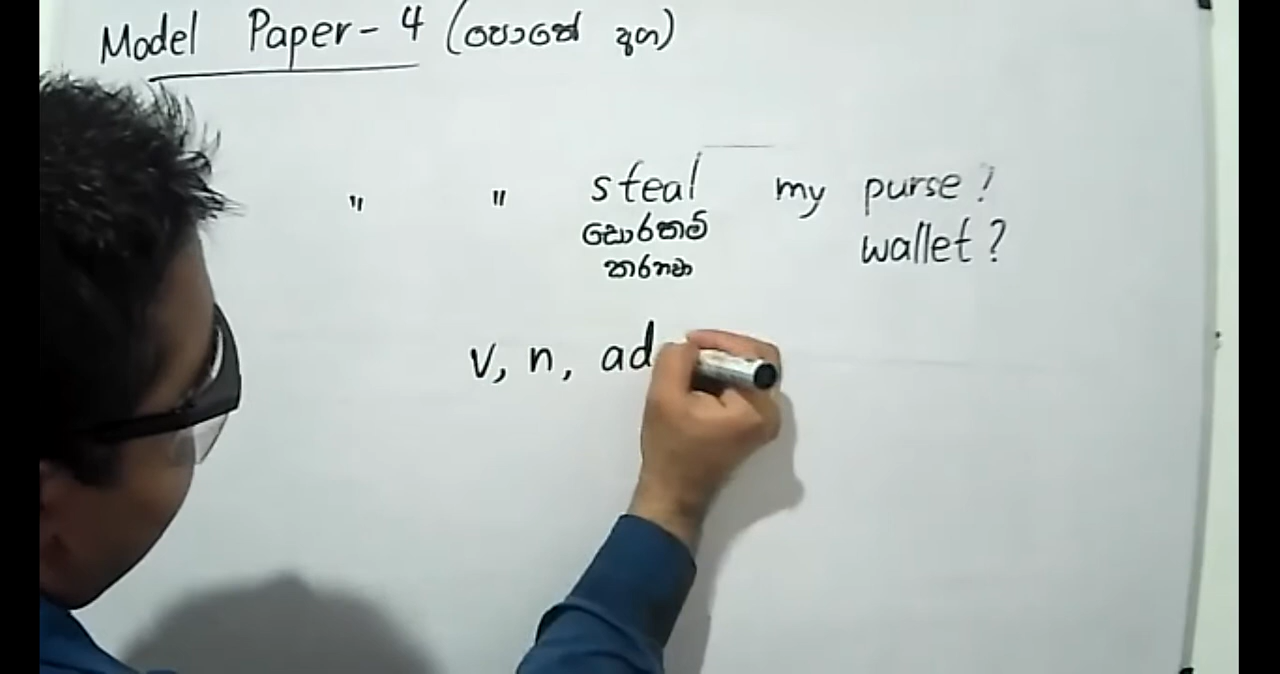 Model Paper - 4 (පොතේ අග)
" " steal my purse?
හොරකම් wallet?
කරනවා
v, n, ad